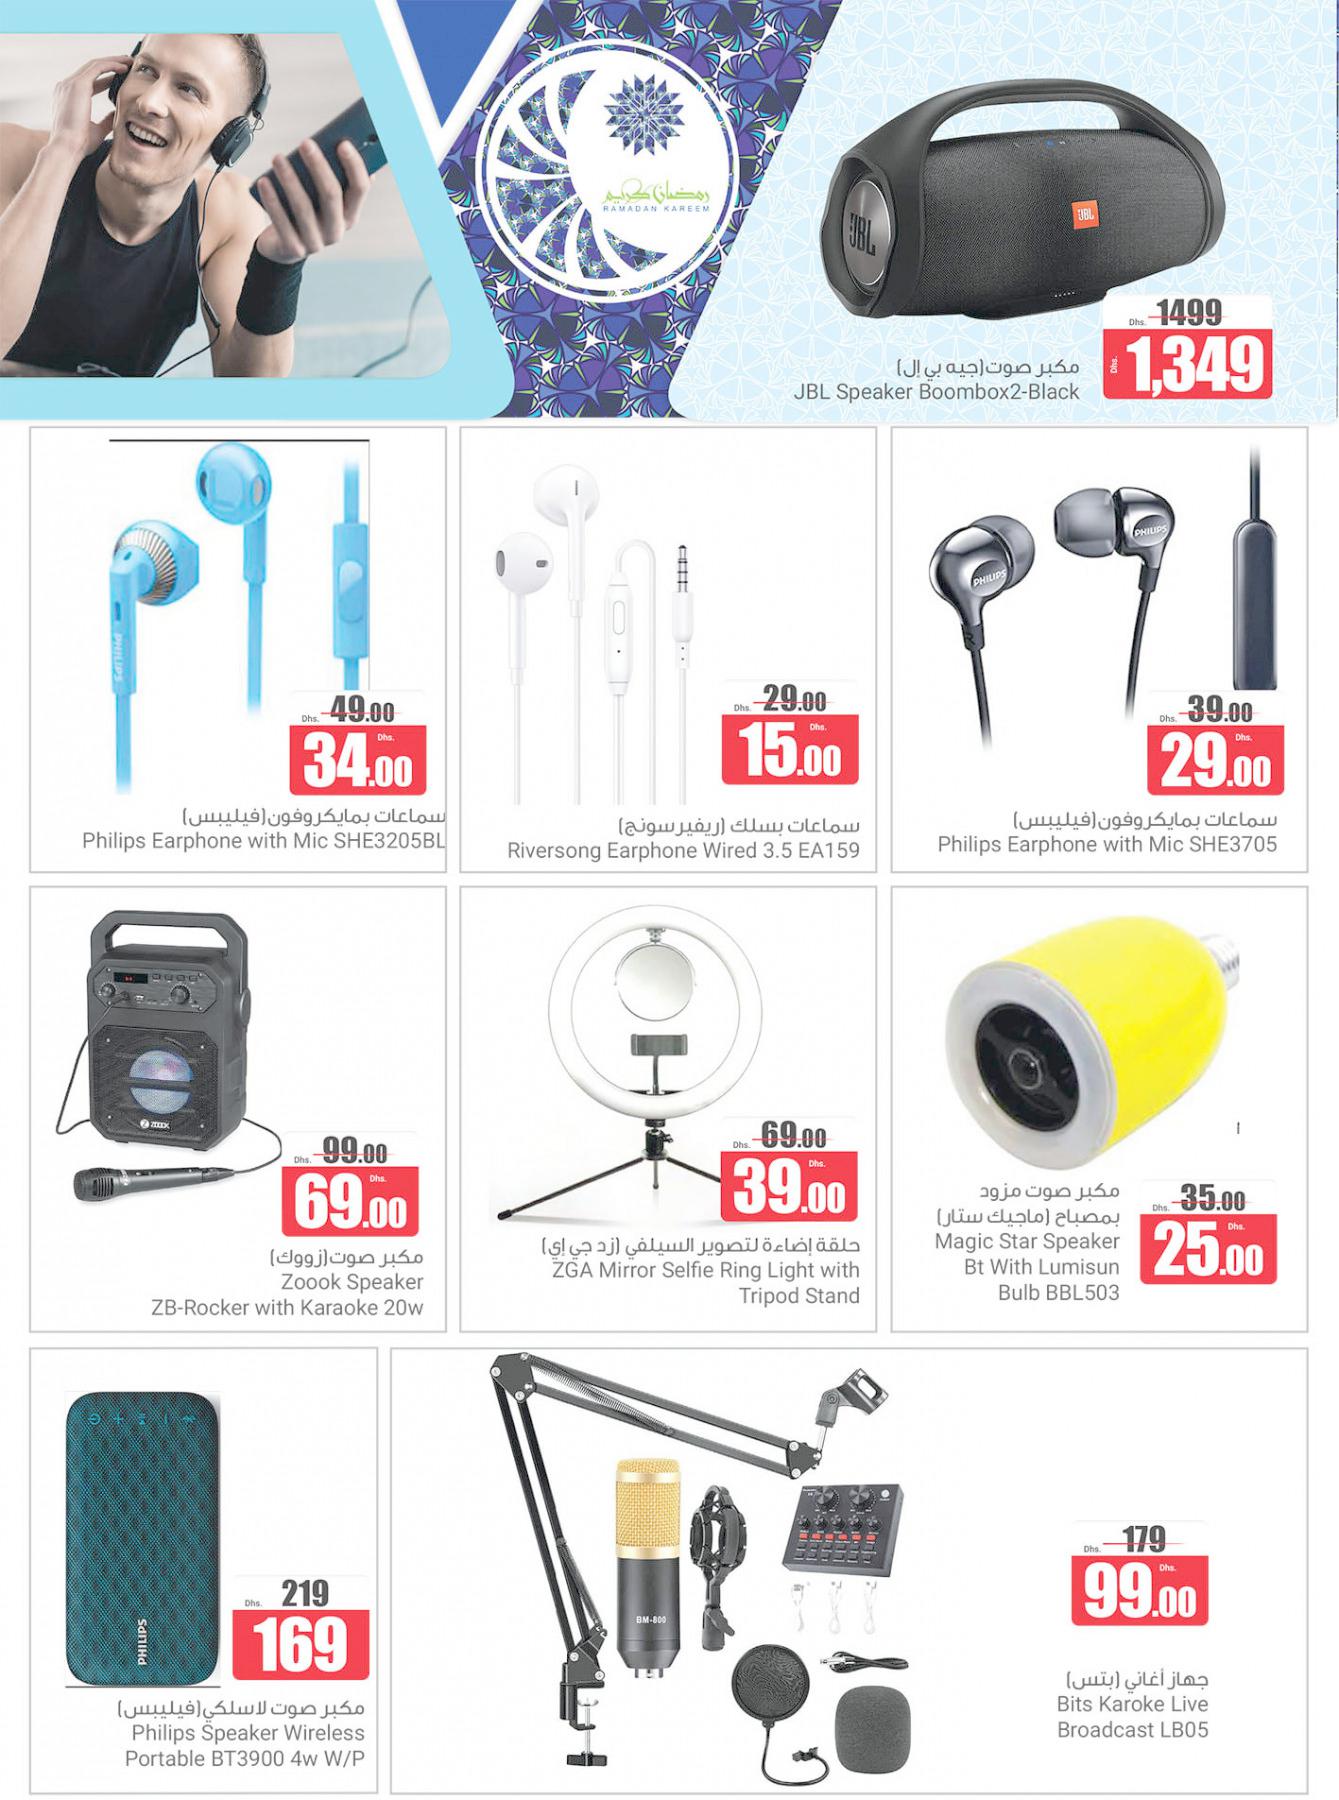 رمضان كريم
RAMADAN KAREEM
JBL
JBL
Dhs. 1499
Dhs. 1,349
مكبر صوت(جيه بي إل)
JBL Speaker Boombox2-Black
PHILIPS
Dhs. 49.00
Dhs.
34.00
سماعات بمايكروفون(فيليبس)
Philips Earphone with Mic SHE3205BL
Dhs. 29.00
Dhs.
15.00
سماعات بسلك (ريفيرسونج)
Riversong Earphone Wired 3.5 EA159
PHILIPS
PHILIPS
R
Dhs. 39.00
Dhs.
29.00
سماعات بمايكروفون(فيليبس)
Philips Earphone with Mic SHE3705
ZOOOK
Dhs. 99.00
Dhs.
69.00
مكبر صوت(زووك)
Zoook Speaker
ZB-Rocker with Karaoke 20w
Dhs. 69.00
Dhs.
39.00
حلقة إضاءة لتصوير السيلفي (زد جي إي)
ZGA Mirror Selfie Ring Light with
Tripod Stand
Dhs. 35.00
Dhs.
25.00
مكبر صوت مزود
بمصباح (ماجيك ستار)
Magic Star Speaker
Bt With Lumisun
Bulb BBL503
PHILIPS
Dhs. 219
169
مكبر صوت لاسلكي(فيليبس)
Philips Speaker Wireless
Portable BT3900 4w W/P
BM-800
Dhs. 179
Dhs.
99.00
جهاز أغاني (بتس)
Bits Karoke Live
Broadcast LB05